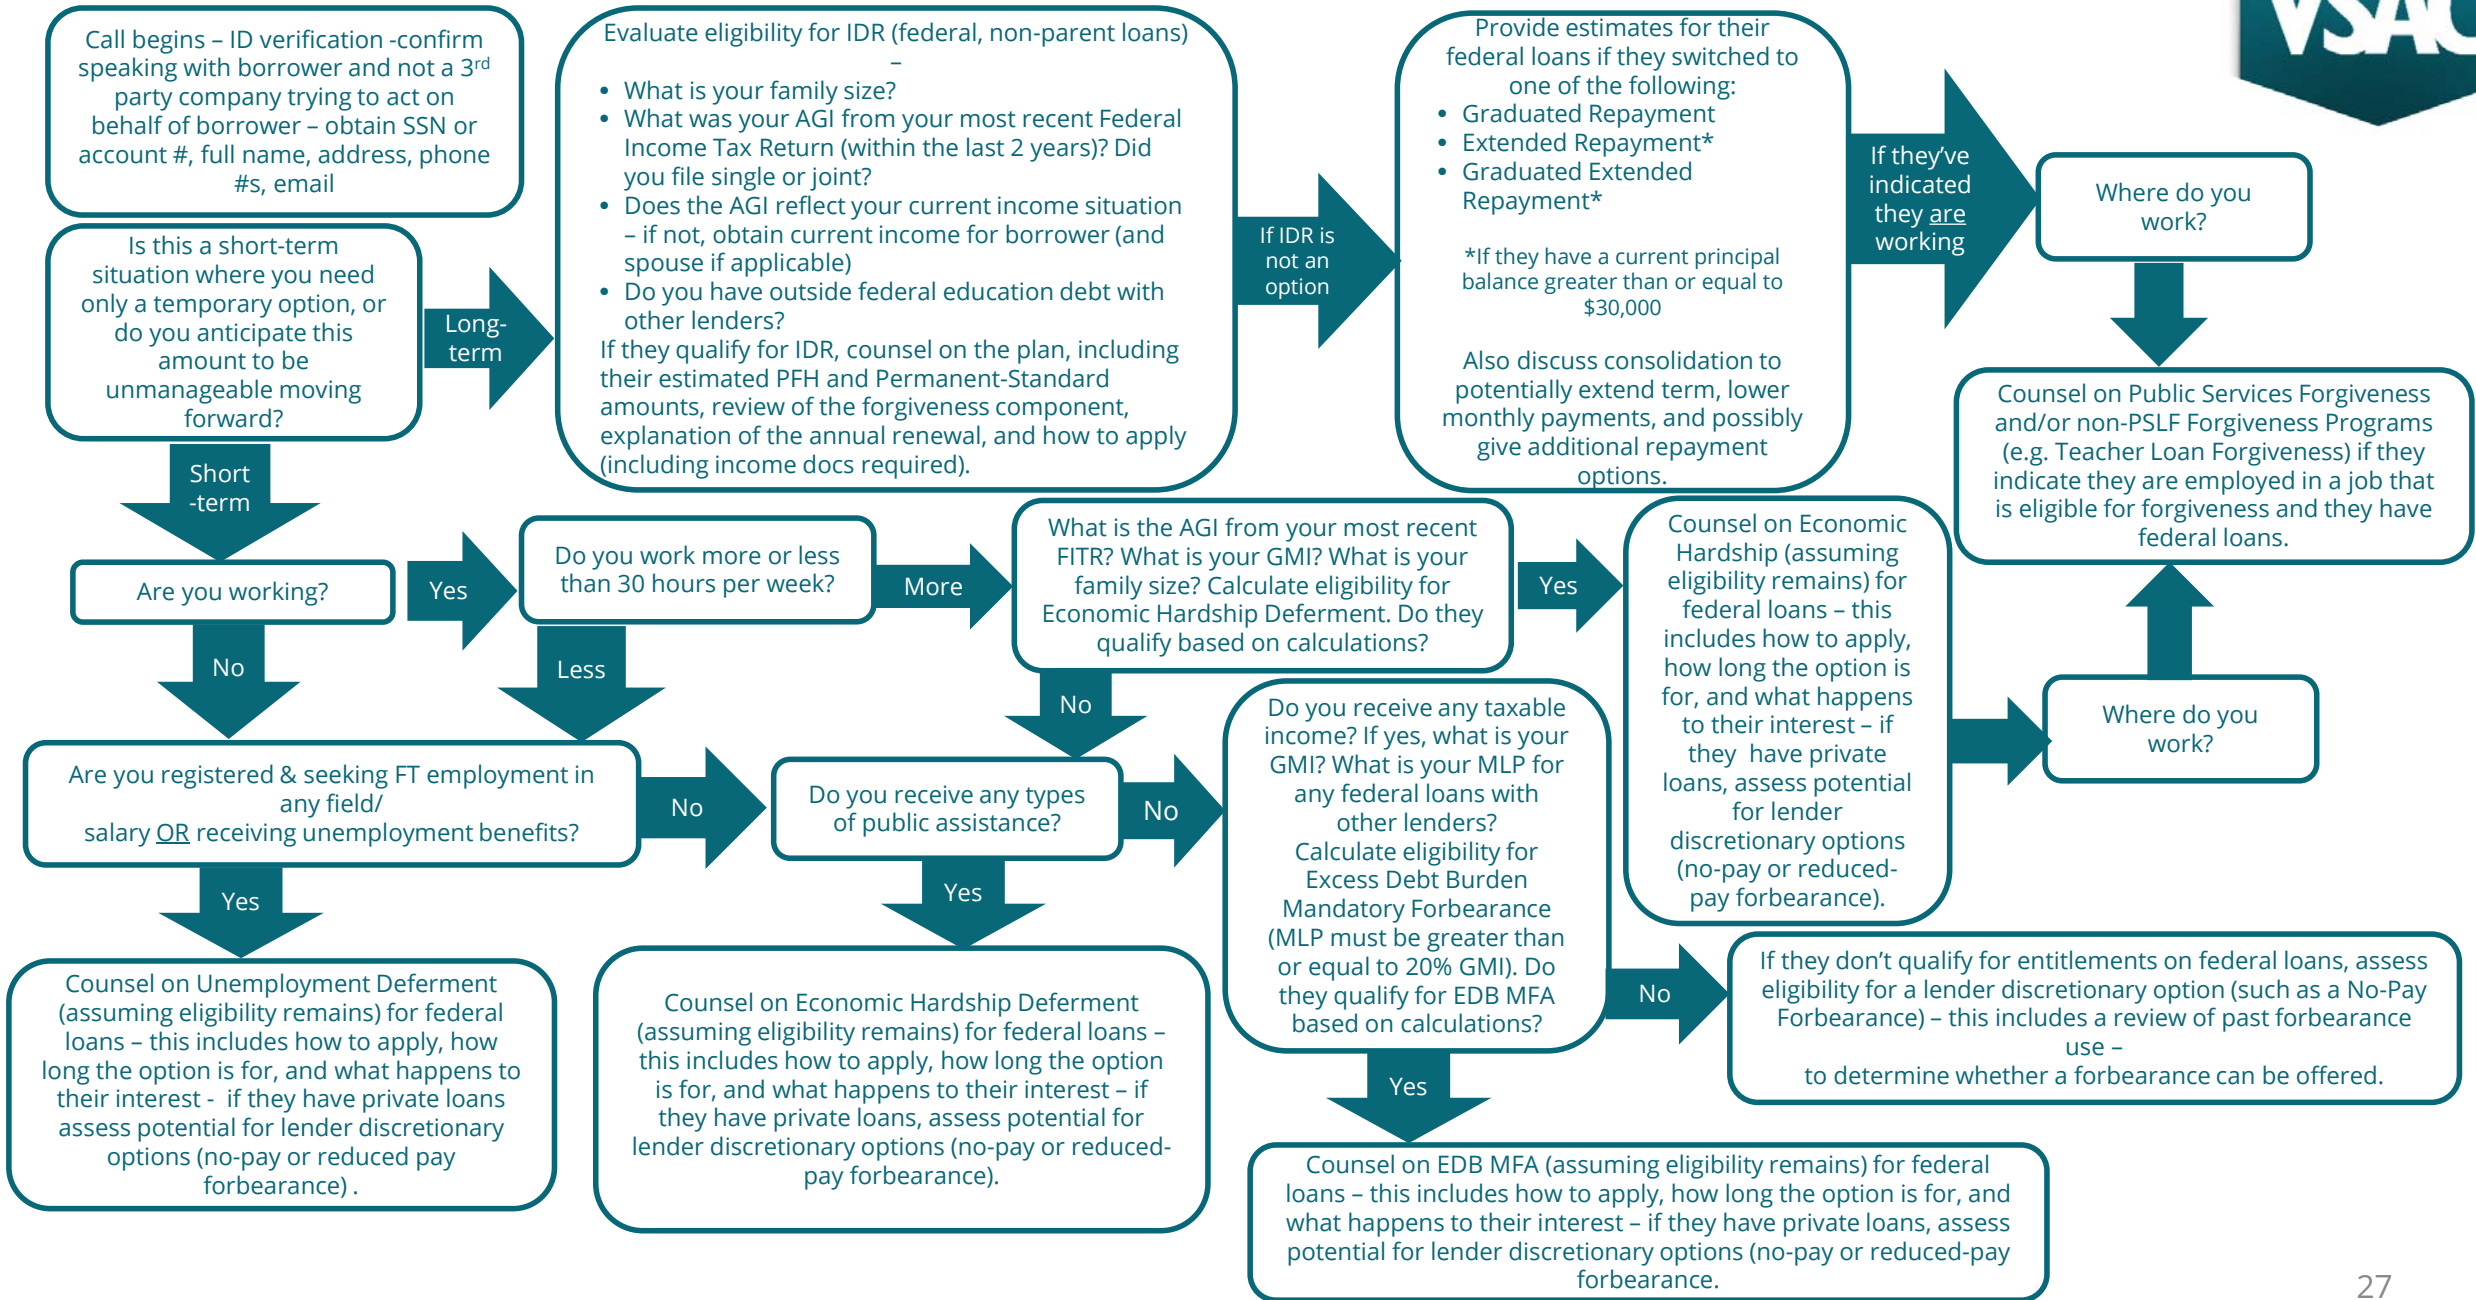 Call begins – ID verification -confirm
speaking with borrower and not a 3rd
party company trying to act on
behalf of borrower – obtain SSN or
account #, full name, address, phone
#s, email
Is this a short-term
situation where you need
only a temporary option, or
do you anticipate this
amount to be
unmanageable moving
forward?
Long-
term
Evaluate eligibility for IDR (federal, non-parent loans)
–
• What is your family size?
• What was your AGI from your most recent Federal
Income Tax Return (within the last 2 years)? Did
you file single or joint?
• Does the AGI reflect your current income situation
– if not, obtain current income for borrower (and
spouse if applicable)
• Do you have outside federal education debt with
other lenders?
If they qualify for IDR, counsel on the plan, including
their estimated PFH and Permanent-Standard
amounts, review of the forgiveness component,
explanation of the annual renewal, and how to apply
(including income docs required).
If IDR is
not an
option
Provide estimates for their
federal loans if they switched to
one of the following:
• Graduated Repayment
• Extended Repayment*
• Graduated Extended
Repayment*
*If they have a current principal
balance greater than or equal to
$30,000
Also discuss consolidation to
potentially extend term, lower
monthly payments, and possibly
give additional repayment
options.
If they’ve
indicated
they are
working
VSAC
Where do you
work?
Counsel on Public Services Forgiveness
and/or non-PSLF Forgiveness Programs
(e.g. Teacher Loan Forgiveness) if they
indicate they are employed in a job that
is eligible for forgiveness and they have
federal loans.
Short
-term
Are you working?
Yes
Do you work more or less
than 30 hours per week?
More
What is the AGI from your most recent
FITR? What is your GMI? What is your
family size? Calculate eligibility for
Economic Hardship Deferment. Do they
qualify based on calculations?
Yes
Counsel on Economic
Hardship (assuming
eligibility remains) for
federal loans – this
includes how to apply,
how long the option is
for, and what happens
to their interest – if
they have private
loans, assess potential
for lender
discretionary options
(no-pay or reduced-
pay forbearance).
Where do you
work?
No
Less
No
Are you registered & seeking FT employment in
any field/
salary OR receiving unemployment benefits?
No
Do you receive any types
of public assistance?
No
Do you receive any taxable
income? If yes, what is your
GMI? What is your MLP for
any federal loans with
other lenders?
Calculate eligibility for
Excess Debt Burden
Mandatory Forbearance
(MLP must be greater than
or equal to 20% GMI). Do
they qualify for EDB MFA
based on calculations?
No
If they don’t qualify for entitlements on federal loans, assess
eligibility for a lender discretionary option (such as a No-Pay
Forbearance) – this includes a review of past forbearance
use –
to determine whether a forbearance can be offered.
Yes
Counsel on Unemployment Deferment
(assuming eligibility remains) for federal
loans – this includes how to apply, how
long the option is for, and what happens to
their interest - if they have private loans
assess potential for lender discretionary
options (no-pay or reduced pay
forbearance) .
Yes
Counsel on Economic Hardship Deferment
(assuming eligibility remains) for federal loans –
this includes how to apply, how long the option
is for, and what happens to their interest – if
they have private loans, assess potential for
lender discretionary options (no-pay or reduced-
pay forbearance).
Yes
Counsel on EDB MFA (assuming eligibility remains) for federal
loans – this includes how to apply, how long the option is for, and
what happens to their interest – if they have private loans, assess
potential for lender discretionary options (no-pay or reduced-pay
forbearance.
27